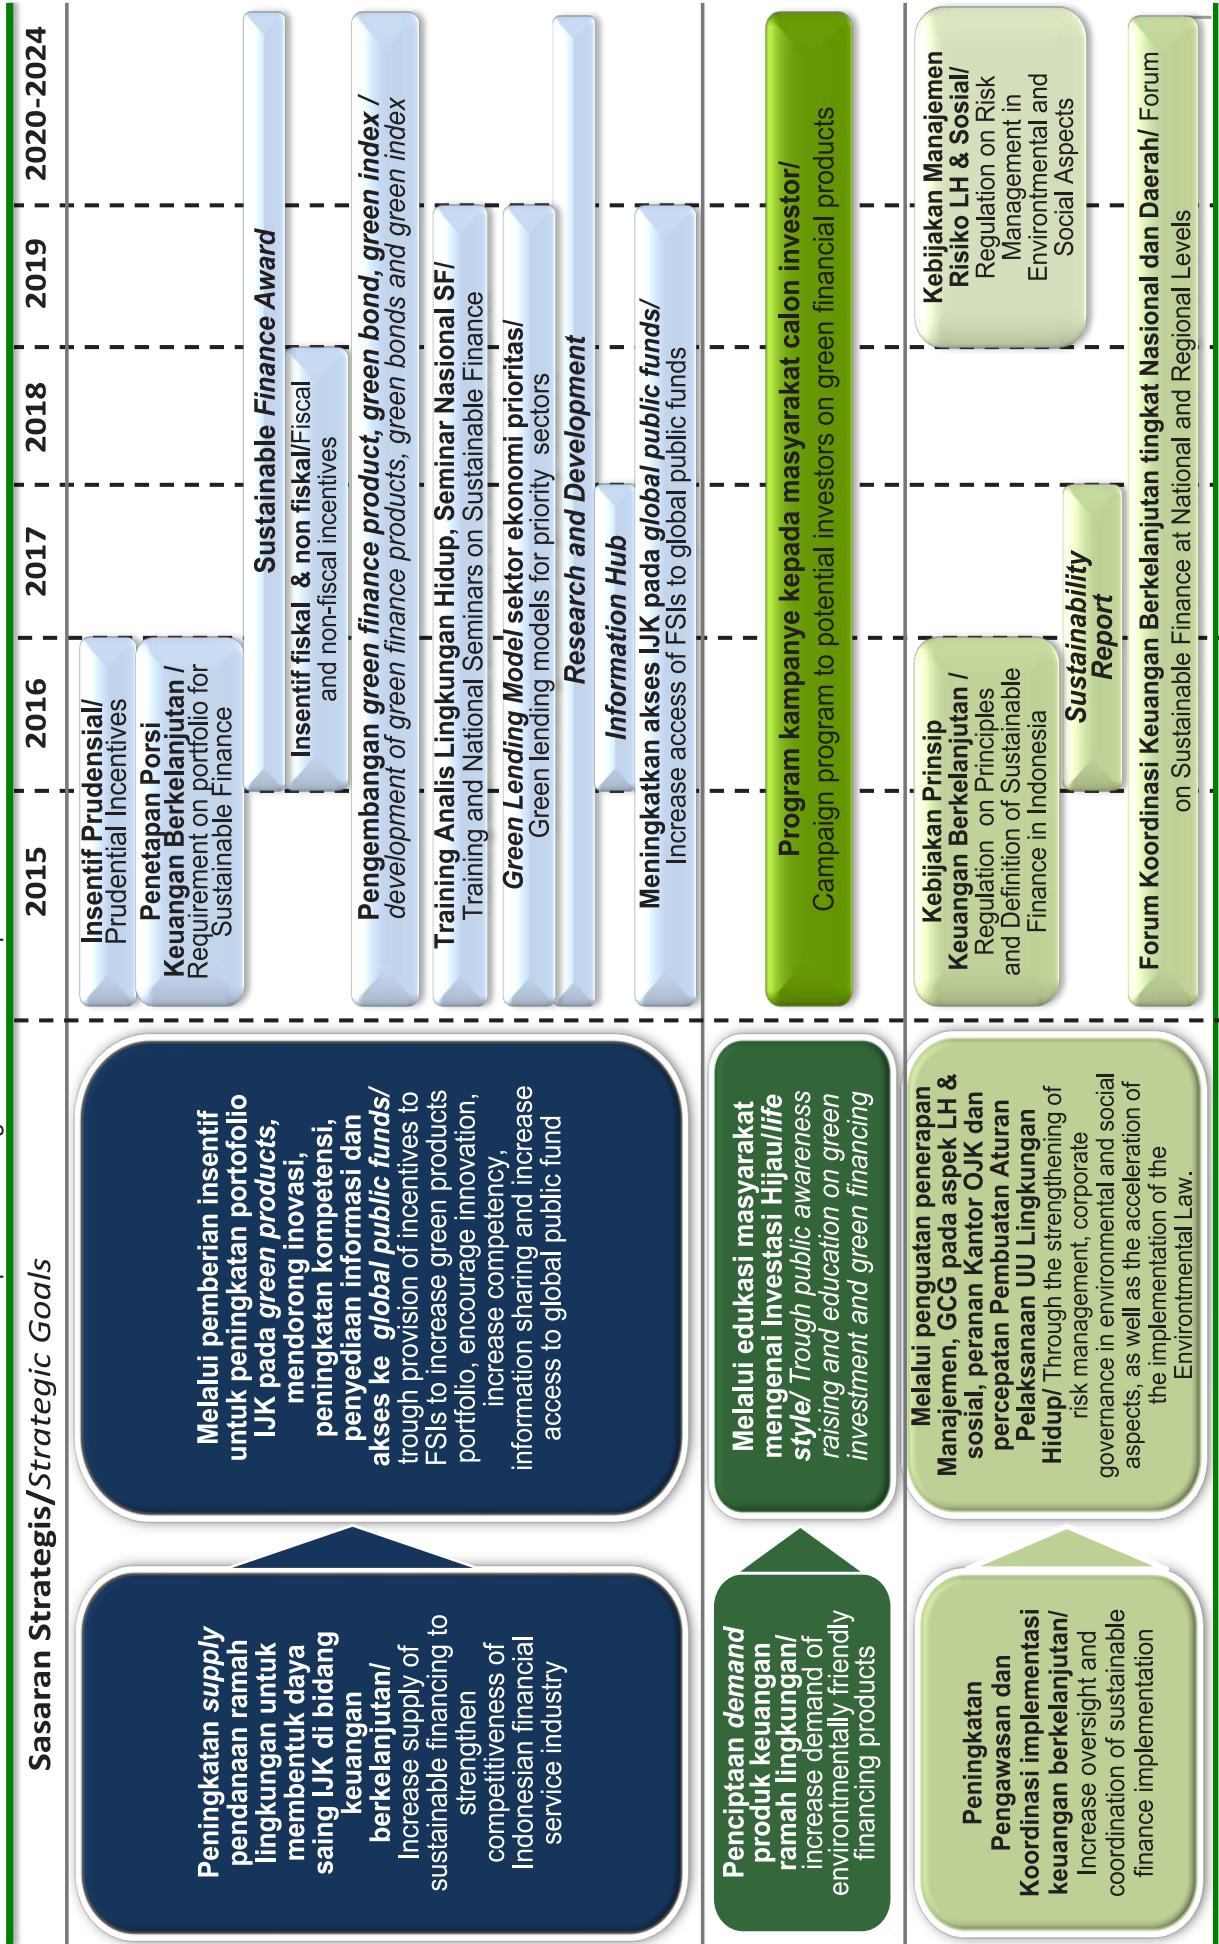 Sasaran Strategis/Strategic Goals
2015
2016
2017
2018
2019
2020-2024
Peningkatan supply
pendanaan ramah
lingkungan untuk
membentuk daya
saing IJK di bidang
keuangan
berkelanjutan/
Increase supply of
sustainable financing to
strengthen
competitiveness of
Indonesian financial
service industry
Melalui pemberian insentif
untuk peningkatan portofolio
IJK pada green products,
mendorong inovasi,
peningkatan kompetensi,
penyediaan informasi dan
akses ke global public funds/
trough provision of incentives to
FSIs to increase green products
portfolio, encourage innovation,
increase competency,
information sharing and increase
access to global public fund
Insentif Prudensial/
Prudential Incentives
Penetapan Porsi
Keuangan Berkelanjutan /
Requirement on portfolio for
Sustainable Finance
Sustainable Finance Award
Insentif fiskal & non fiskal/Fiscal
and non-fiscal incentives
Pengembangan green finance product, green bond, green index /
development of green finance products, green bonds and green index
Training Analis Lingkungan Hidup, Seminar Nasional SF/
Training and National Seminars on Sustainable Finance
Green Lending Model sektor ekonomi prioritas/
Green lending models for priority sectors
Research and Development
Information Hub
Meningkatkan akses IJK pada global public funds/
Increase access of FSIs to global public funds
Penciptaan demand
produk keuangan
ramah lingkungan/
increase demand of
environtmentally friendly
financing products
Melalui edukasi masyarakat
mengenai Investasi Hijau/life
style/ Trough public awareness
raising and education on green
investment and green financing
Program kampanye kepada masyarakat calon investor/
Campaign program to potential investors on green financial products
Peningkatan
Pengawasan dan
Koordinasi implementasi
keuangan berkelanjutan/
Increase oversight and
coordination of sustainable
finance implementation
Melalui penguatan penerapan
Manajemen, GCG pada aspek LH &
sosial, peranan Kantor OJK dan
percepatan Pembuatan Aturan
Pelaksanaan UU Lingkungan
Hidup/ Through the strengthening of
risk management, corporate
governance in environmental and social
aspects, as well as the acceleration of
the implementation of the
Environtmental Law.
Kebijakan Prinsip
Keuangan Berkelanjutan /
Regulation on Principles
and Definition of Sustainable
Finance in Indonesia
Kebijakan Manajemen
Risiko LH & Sosial/
Regulation on Risk
Management in
Environtmental and
Social Aspects
Sustainability
Report
Forum Koordinasi Keuangan Berkelanjutan tingkat Nasional dan Daerah/ Forum
on Sustainable Finance at National and Regional Levels